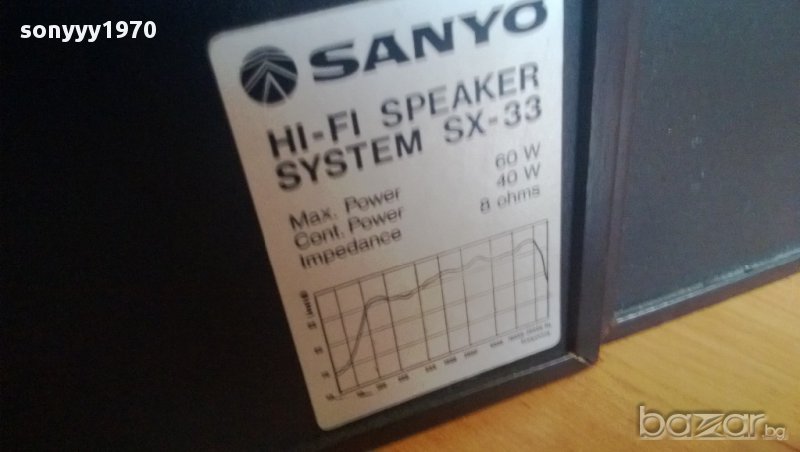 sonyyy1970
SANYO
HI-FI SPEAKER
SYSTEM SX-33
Max. Power 60 W
Cont. Power 40 W
Impedance 8 ohms
bazar.bg